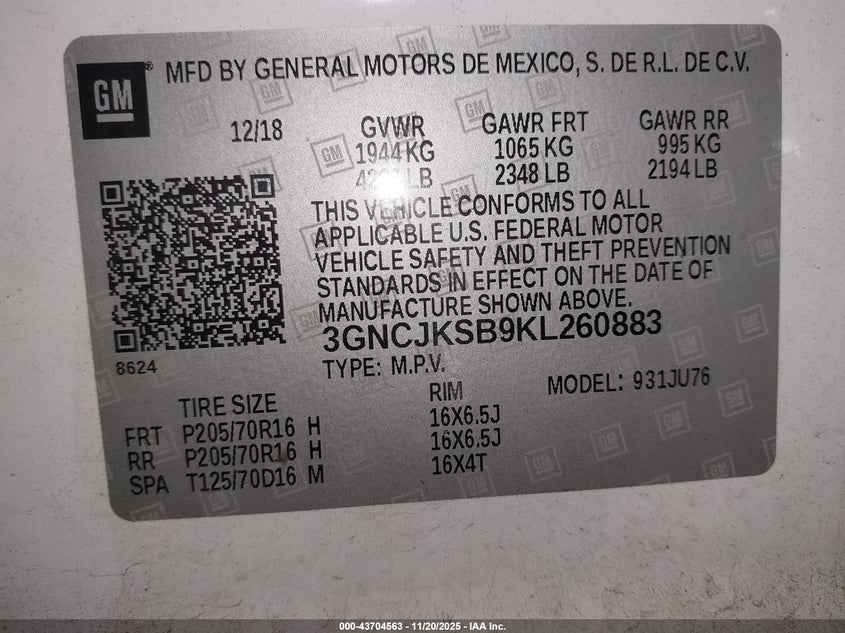 GM® MFD BY GENERAL MOTORS DE MEXICO, S. DE R.L. DE C.V.
12/18 GVWR GAWR FRT GAWR RR
1944 KG 1065 KG 995 KG
LB 2348 LB 2194 LB
THIS VEHICLE CONFORMS TO ALL
APPLICABLE U.S. FEDERAL MOTOR
VEHICLE SAFETY AND THEFT PREVENTION
STANDARDS IN EFFECT ON THE DATE OF
MANUFACTURE SHOWN ABOVE.
3GNCJKSB9KL260883
8624
TYPE: M.P.V. MODEL: 931JU76
TIRE SIZE RIM
FRT P205/70R16 H 16X6.5J
RR P205/70R16 H 16X6.5J
SPA T125/70D16 M 16X4T
000-43704563 - 11/20/2025 - IAA Inc.